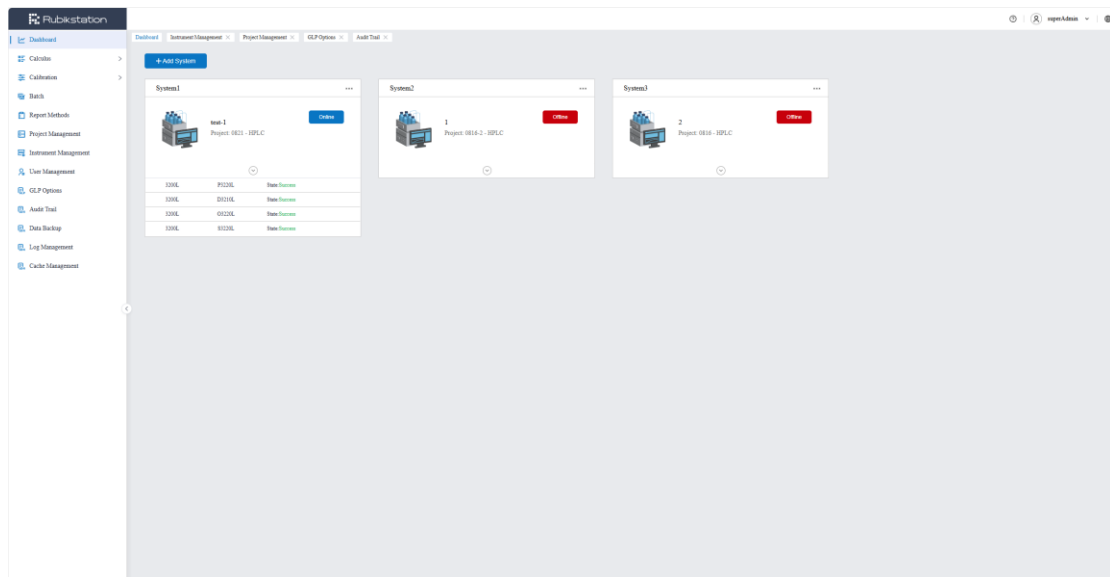 Rubikstation
superAdmin
Dashboard
Calculus
Calibration
Batch
Report Methods
Project Management
Instrument Management
User Management
GLP Options
Audit Trail
Data Backup
Log Management
Cache Management
Dashboard Instrument Management Project Management GLP Options Audit Trail
+ Add System
System1
test-1
Online
Project: 0821 - HPLC
3200L P3220L State:Success
3200L D3210L State:Success
3200L O3220L State:Success
3200L S3220L State:Success
System2
1
Offline
Project: 0816-2 - HPLC
System3
2
Offline
Project: 0816 - HPLC